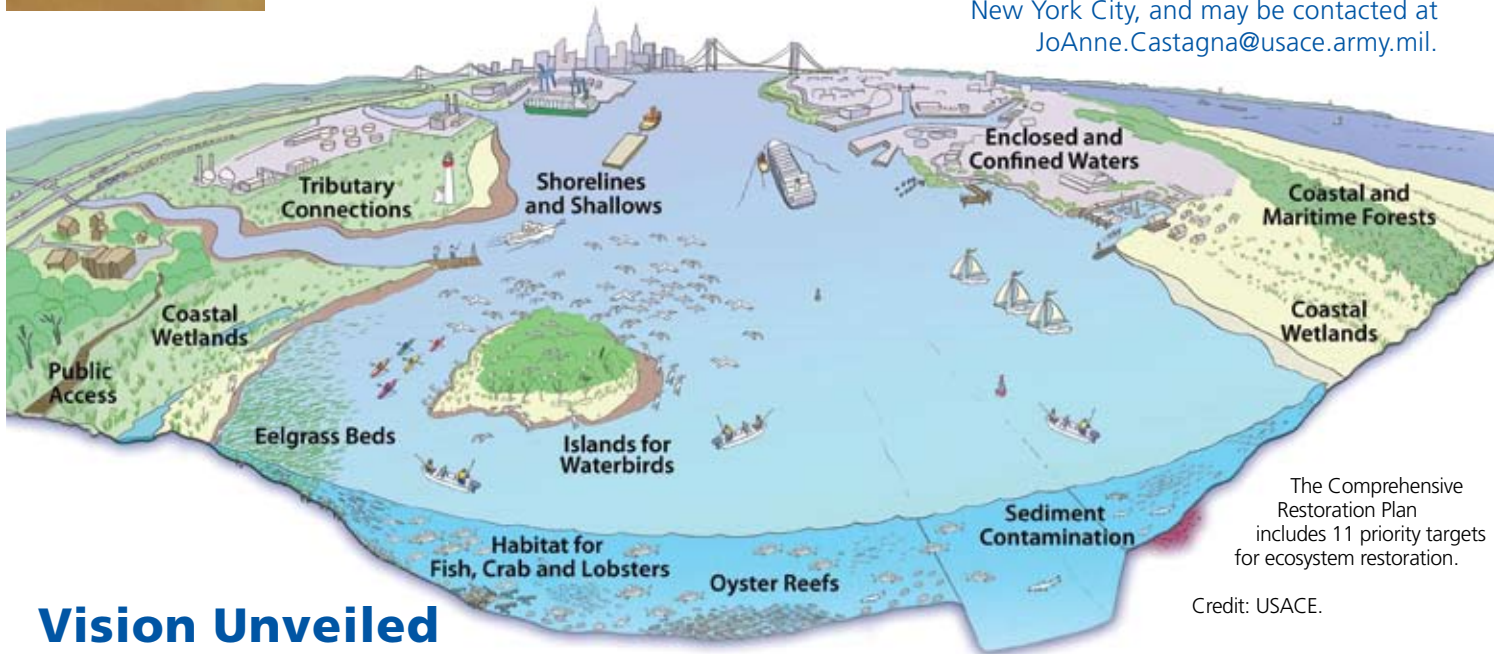 New York City, and may be contacted at
JoAnne.Castagna@usace.army.mil.
Enclosed and
Confined Waters
Tributary
Connections
Shorelines
and Shallows
Coastal and
Maritime Forests
Coastal
Wetlands
Coastal
Wetlands
Public
Access
Eelgrass Beds
Islands for
Waterbirds
Sediment
Contamination
Habitat for
Fish, Crab and Lobsters
Oyster Reefs
The Comprehensive
Restoration Plan
includes 11 priority targets
for ecosystem restoration.
Credit: USACE.
Vision Unveiled